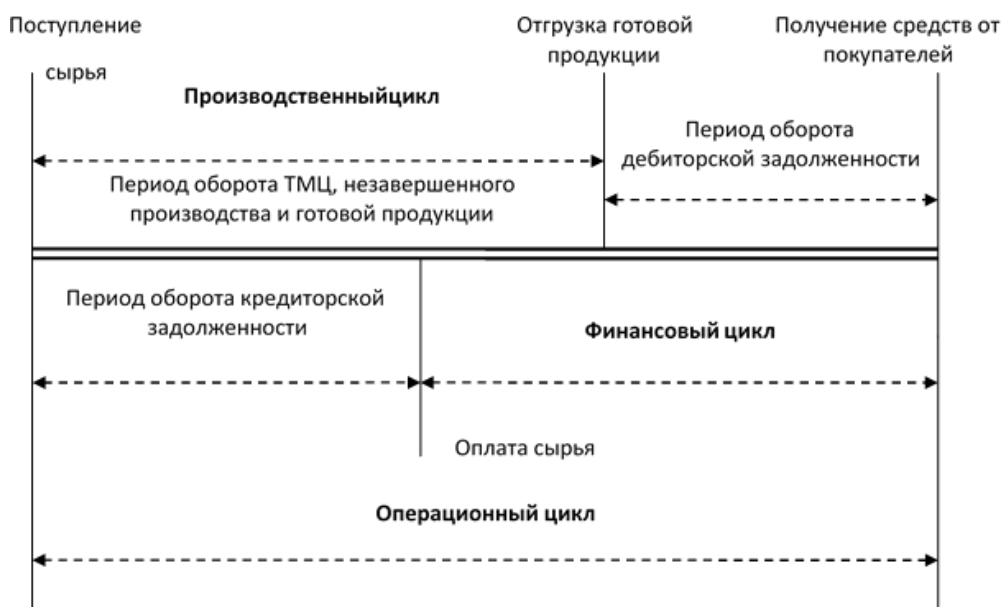 Поступление
сырья
Отгрузка готовой
продукции
Получение средств от
покупателей
Производственныйцикл
Период оборота
дебиторской задолженности
Период оборота ТМЦ, незавершенного
производства и готовой продукции
Период оборота кредиторской
задолженности
Финансовый цикл
Оплата сырья
Операционный цикл